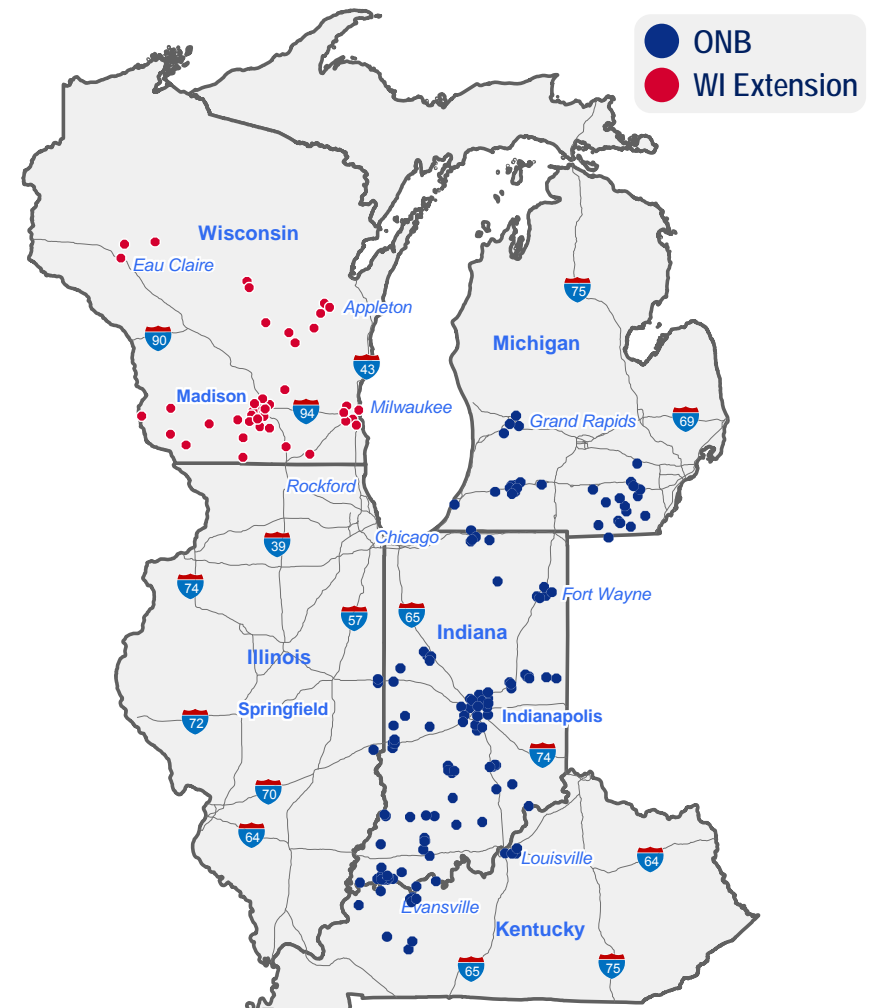 ONB
WI Extension
Wisconsin
Eau Claire
75
Appleton
90
Michigan
43
Madison
94
Milwaukee
Grand Rapids
69
Rockford
Chicago
39
74
Fort Wayne
57
65
Indiana
Illinois
Springfield
Indianapolis
72
74
70
64
Louisville
64
Evansville
Kentucky
65
75